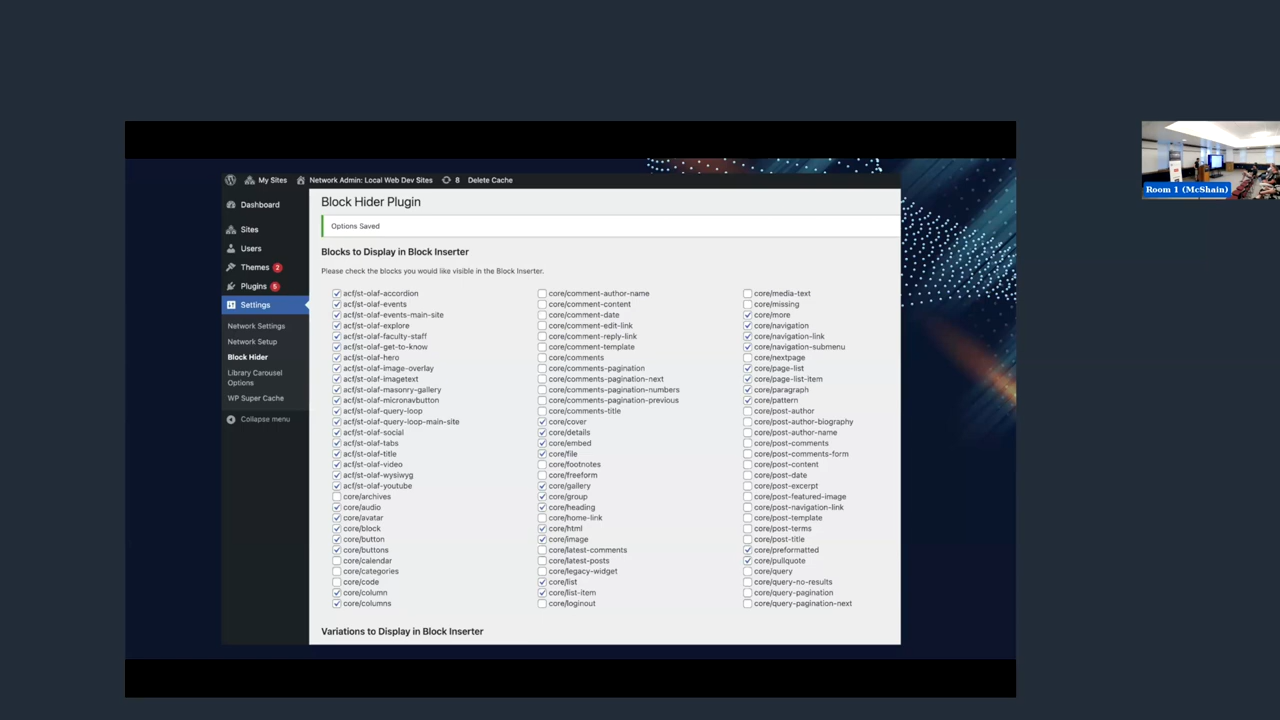 My Sites
Network Admin: Local Web Dev Sites
8
Delete Cache
Dashboard
Sites
Users
Themes 2
Plugins 5
Settings
Network Settings
Network Setup
Block Hider
Library Carousel
Options
WP Super Cache
Collapse menu
Block Hider Plugin
Options Saved
Blocks to Display in Block Inserter
Please check the blocks you would like visible in the Block Inserter.
acf/st-olaf-accordion
acf/st-olaf-events
acf/st-olaf-events-main-site
acf/st-olaf-explore
acf/st-olaf-faculty-staff
acf/st-olaf-get-to-know
acf/st-olaf-hero
acf/st-olaf-image-overlay
acf/st-olaf-imagetext
acf/st-olaf-masonry-gallery
acf/st-olaf-micronavbutton
acf/st-olaf-query-loop
acf/st-olaf-query-loop-main-site
acf/st-olaf-social
acf/st-olaf-tabs
acf/st-olaf-title
acf/st-olaf-video
acf/st-olaf-wysiwyg
acf/st-olaf-youtube
core/archives
core/audio
core/avatar
core/block
core/button
core/buttons
core/calendar
core/categories
core/code
core/column
core/columns
core/comment-author-name
core/comment-content
core/comment-date
core/comment-edit-link
core/comment-reply-link
core/comment-template
core/comments
core/comments-pagination
core/comments-pagination-next
core/comments-pagination-numbers
core/comments-pagination-previous
core/comments-title
core/cover
core/details
core/embed
core/file
core/footnotes
core/freeform
core/gallery
core/group
core/heading
core/home-link
core/html
core/image
core/latest-comments
core/latest-posts
core/legacy-widget
core/list
core/list-item
core/loginout
core/media-text
core/missing
core/more
core/navigation
core/navigation-link
core/navigation-submenu
core/nextpage
core/page-list
core/page-list-item
core/paragraph
core/pattern
core/post-author
core/post-author-biography
core/post-author-name
core/post-comments
core/post-comments-form
core/post-content
core/post-date
core/post-excerpt
core/post-featured-image
core/post-navigation-link
core/post-template
core/post-terms
core/post-title
core/preformatted
core/pullquote
core/query
core/query-no-results
core/query-pagination
core/query-pagination-next
Variations to Display in Block Inserter
Room 1 (McShain)